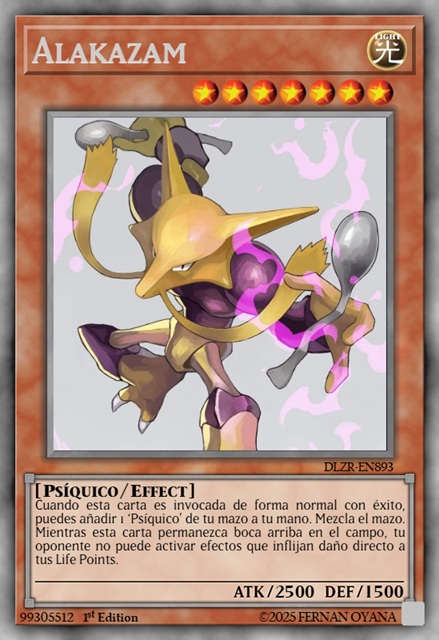 ALAKAZAM
LIGHT
光
DLZR-EN893
[PSÍQUICO/EFFECT]
Cuando esta carta es invocada de forma normal con éxito,
puedes añadir 1 ‘Psíquico’ de tu mazo a tu mano. Mezcla el mazo.
Mientras esta carta permanezca boca arriba en el campo, tu
oponente no puede activar efectos que inflijan daño directo a
tus Life Points.
ATK/2500 DEF/1500
99305512 1st Edition ©2025 FERNAN OYANA